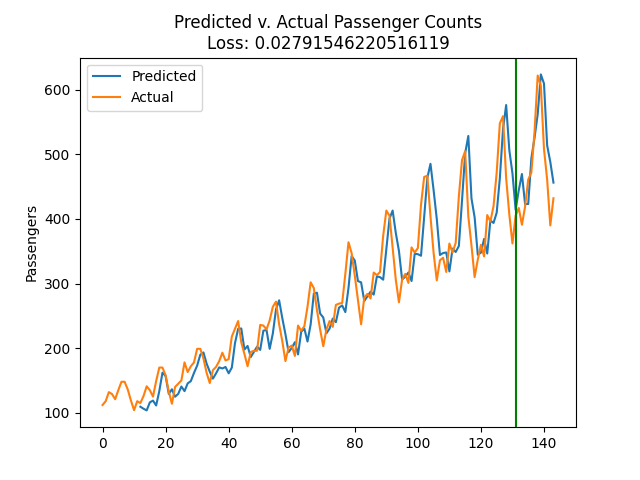 Predicted v. Actual Passenger Counts
Loss: 0.02791546220516119
Predicted
Actual
Passengers
600
500
400
300
200
100
0 20 40 60 80 100 120 140